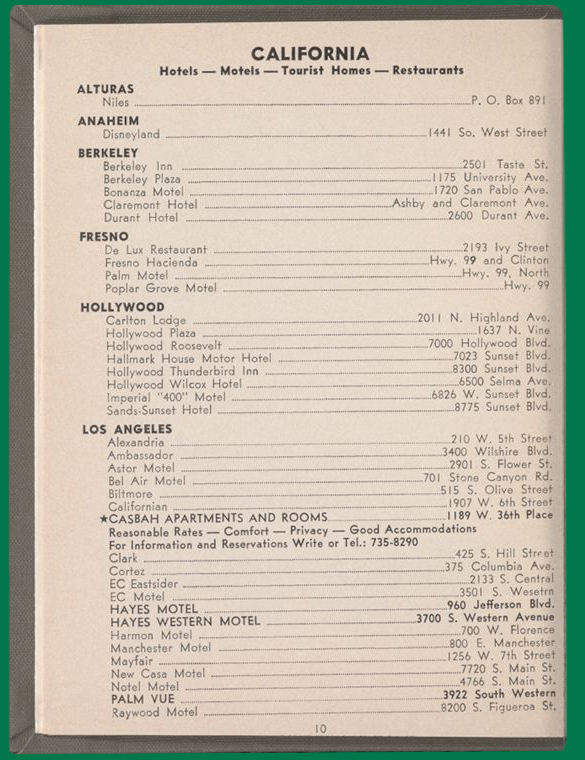 CALIFORNIA
Hotels — Motels — Tourist Homes — Restaurants
ALTURAS
Niles P. O. Box 891
ANAHEIM
Disneyland 1441 So. West Street
BERKELEY
Berkeley Inn 2501 Taste St.
Berkeley Plaza 1175 University Ave.
Bonanza Motel 1720 San Pablo Ave.
Claremont Hotel Ashby and Claremont Ave.
Durant Hotel 2600 Durant Ave.
FRESNO
De Lux Restaurant 2193 Ivy Street
Fresno Hacienda Hwy. 99 and Clinton
Palm Motel Hwy. 99, North
Poplar Grove Motel Hwy. 99
HOLLYWOOD
Carlton Lodge 2011 N. Highland Ave.
Hollywood Plaza 1637 N. Vine
Hollywood Roosevelt 7000 Hollywood Blvd.
Hallmark House Motor Hotel 7023 Sunset Blvd.
Hollywood Thunderbird Inn 8300 Sunset Blvd.
Hollywood Wilcox Hotel 6500 Selma Ave.
Imperial "400" Motel 6826 W. Sunset Blvd.
Sands-Sunset Hotel 8775 Sunset Blvd.
LOS ANGELES
Alexandria 210 W. 5th Street
Ambassador 3400 Wilshire Blvd.
Astor Motel 2901 S. Flower St.
Bel Air Motel 701 Stone Canyon Rd.
Biltmore 515 S. Olive Street
Californian 1907 W. 6th Street
★CASBAH APARTMENTS AND ROOMS 1189 W. 36th Place
Reasonable Rates — Comfort — Privacy — Good Accommodations
For Information and Reservations Write or Tel.: 735-8290
Clark 425 S. Hill Street
Cortez 375 Columbia Ave.
EC Eastsider 2133 S. Central
EC Motel 3501 S. Wesetrn
HAYES MOTEL 960 Jefferson Blvd.
HAYES WESTERN MOTEL 3700 S. Western Avenue
Harmon Motel 700 W. Florence
Manchester Motel 800 E. Manchester
Mayfair 1256 W. 7th Street
New Casa Motel 7720 S. Main St.
Notel Motel 4766 S. Main St.
PALM VUE 3922 South Western
Raywood Motel 8200 S. Figueroa St.
10